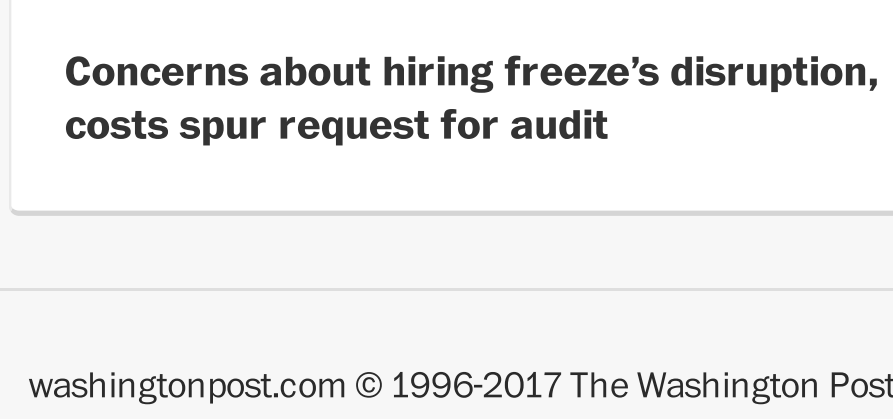 Concerns about hiring freeze’s disruption,
costs spur request for audit
washingtonpost.com © 1996-2017 The Washington Post